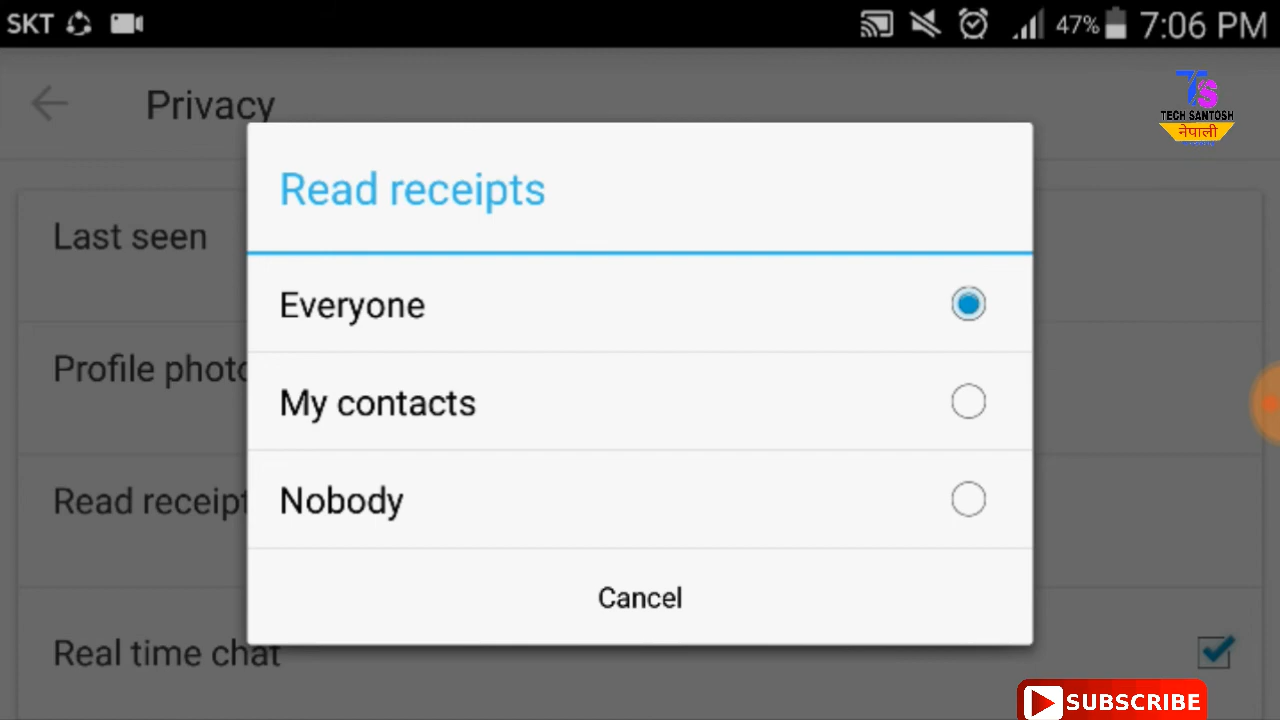 SKT 47% 7:06 PM
Privacy
TS
TECH SANTOSH
नेपाली
Read receipts
Last seen
Everyone
Profile photo
My contacts
Read receipt
Nobody
Cancel
Real time chat
SUBSCRIBE